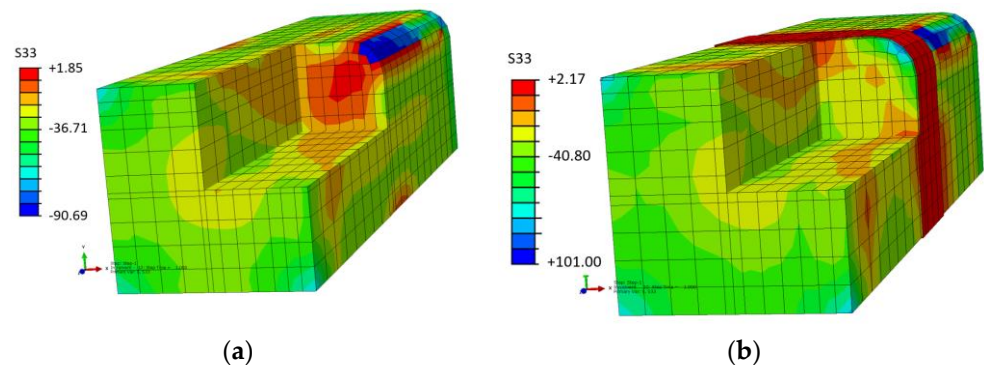 S33
+1.85
-36.71
-90.69
Y
X
(a)
S33
+2.17
-40.80
+101.00
X
(b)